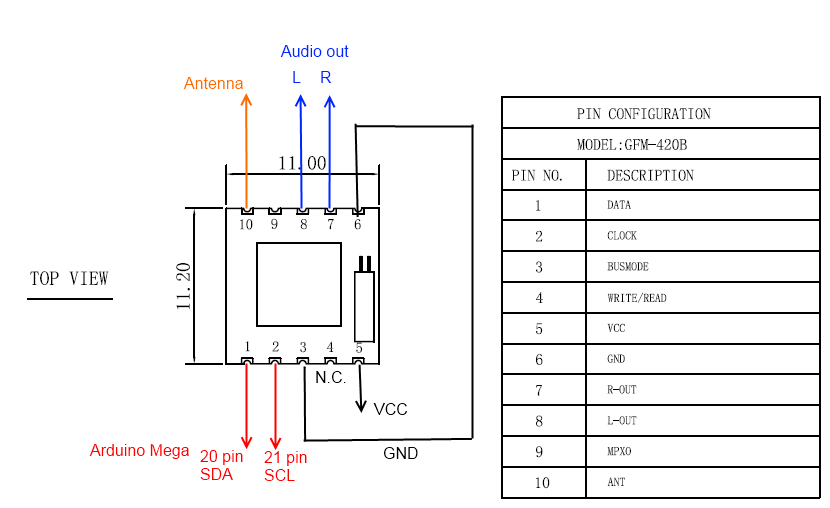 Audio out
L R
Antenna
11.00
10 9 8 7 6
TOP VIEW
11.20
1 2 3 4 5
N.C.
VCC
Arduino Mega
20 pin
SDA
21 pin
SCL
GND
PIN CONFIGURATION
MODEL:GFM-420B
PIN NO. DESCRIPTION
1 DATA
2 CLOCK
3 BUSMODE
4 WRITE/READ
5 VCC
6 GND
7 R-OUT
8 L-OUT
9 MPXO
10 ANT